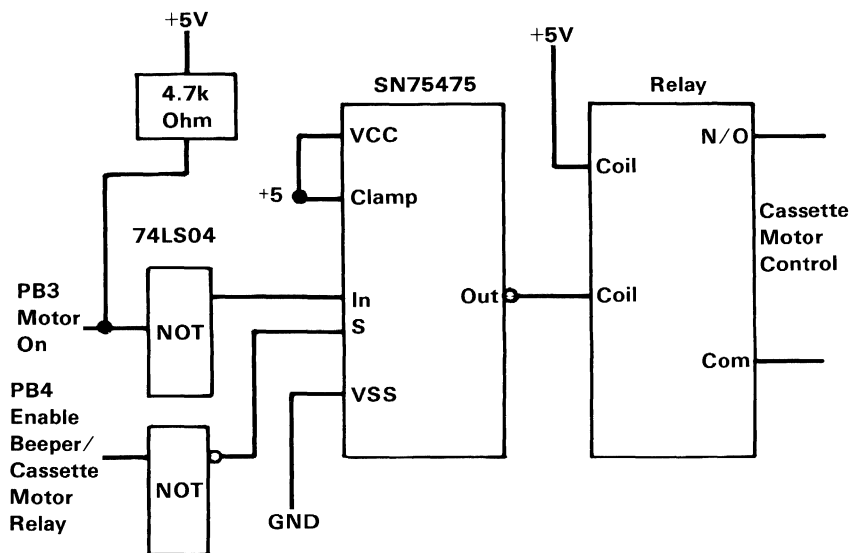 +5V
4.7k
Ohm
74LS04
PB3
Motor
On
NOT
PB4
Enable
Beeper/
Cassette
Motor
Relay
NOT
SN75475
VCC
+5
Clamp
In
S
VSS
Out
GND
+5V
Relay
Coil
Coil
N/O
Com
Cassette
Motor
Control